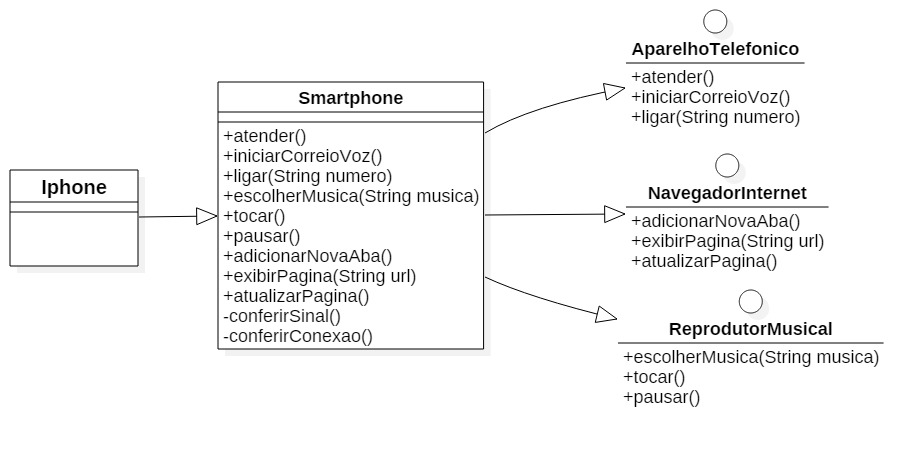 Iphone
Smartphone
+atender()
+iniciarCorreioVoz()
+ligar(String numero)
+escolherMusica(String musica)
+tocar()
+pausar()
+adicionarNovaAba()
+exibirPagina(String url)
+atualizarPagina()
-conferirSinal()
-conferirConexao()
AparelhoTelefonico
+atender()
+iniciarCorreioVoz()
+ligar(String numero)
NavegadorInternet
+adicionarNovaAba()
+exibirPagina(String url)
+atualizarPagina()
ReprodutorMusical
+escolherMusica(String musica)
+tocar()
+pausar()